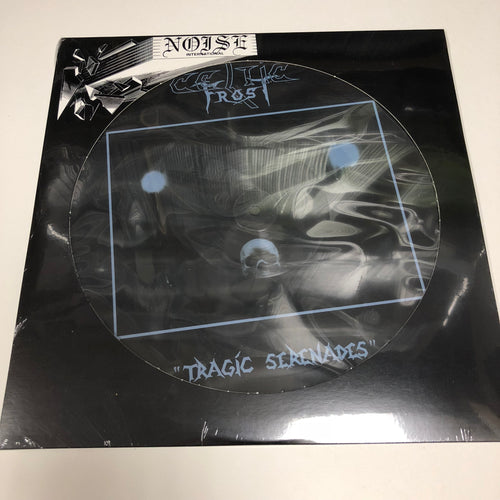 NOISE
INTERNATIONAL
CELTIC
FROST
"TRAGIC SERENADES"